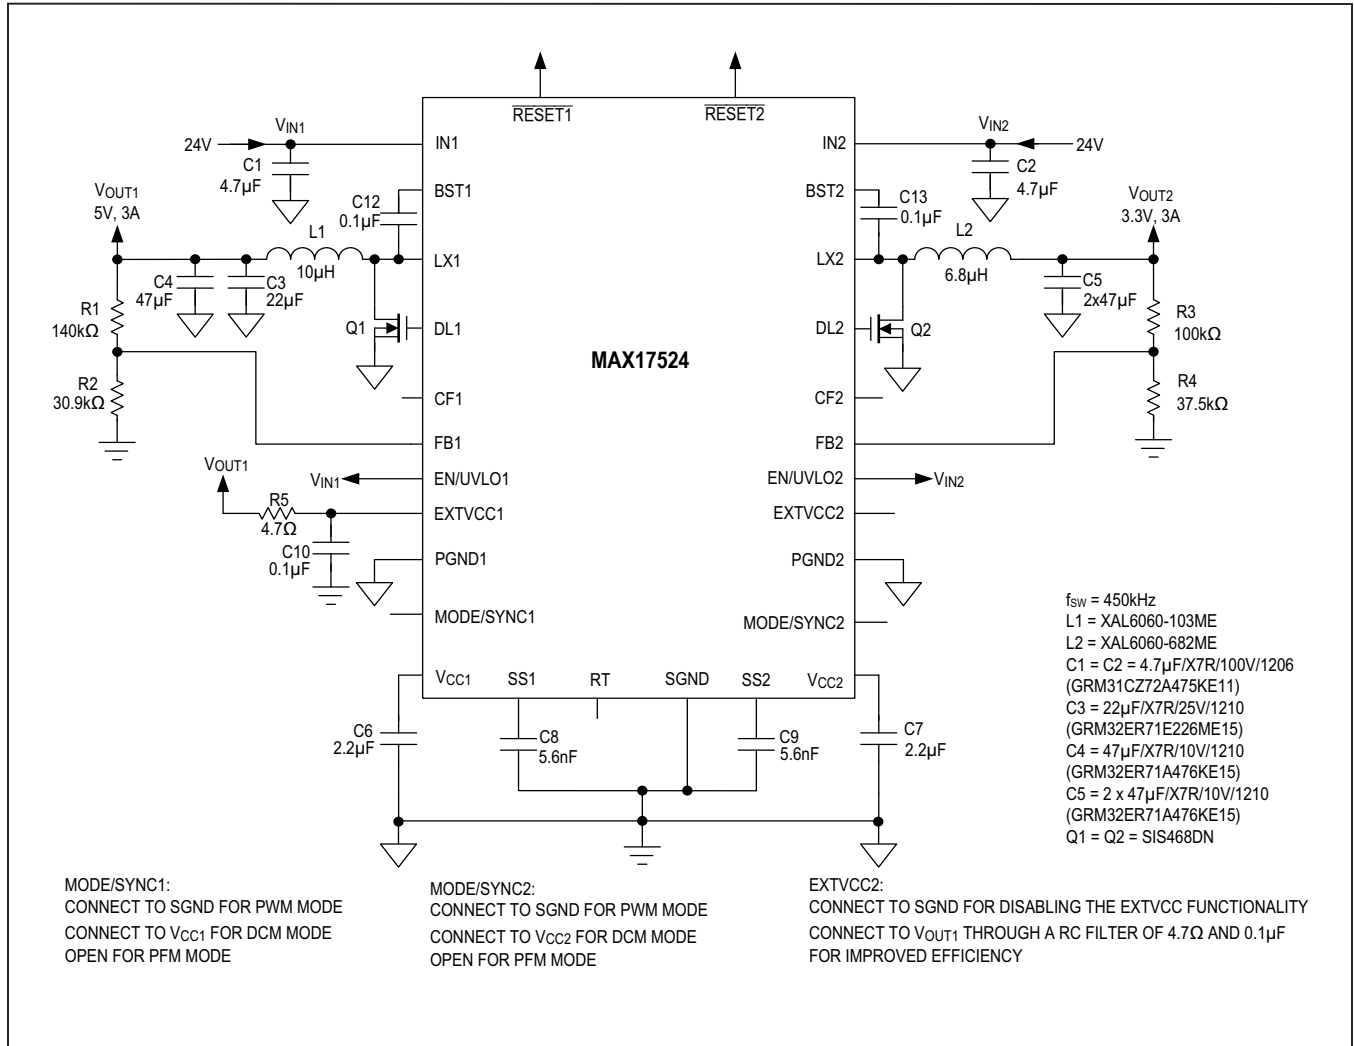 RESET1
RESET2
VIN1
24V
IN1
C1
4.7µF
BST1
C12
0.1µF
VOUT1
5V, 3A
L1
10µH
LX1
C4
47µF
C3
22µF
R1
140kΩ
Q1
DL1
R2
30.9kΩ
CF1
FB1
VOUT1
VIN1
EN/UVLO1
R5
4.7Ω
EXTVCC1
C10
0.1µF
PGND1
MODE/SYNC1
VCC1
SS1
RT
SGND
SS2
VCC2
MAX17524
VIN2
24V
IN2
C2
4.7µF
BST2
C13
0.1µF
VOUT2
3.3V, 3A
L2
6.8µH
LX2
C5
2x47µF
R3
100kΩ
DL2
Q2
R4
37.5kΩ
CF2
FB2
EN/UVLO2
VIN2
EXTVCC2
PGND2
MODE/SYNC2
C6
2.2µF
C8
5.6nF
C9
5.6nF
C7
2.2µF
fSW = 450kHz
L1 = XAL6060-103ME
L2 = XAL6060-682ME
C1 = C2 = 4.7µF/X7R/100V/1206
(GRM31CZ72A475KE11)
C3 = 22µF/X7R/25V/1210
(GRM32ER71E226ME15)
C4 = 47µF/X7R/10V/1210
(GRM32ER71A476KE15)
C5 = 2 x 47µF/X7R/10V/1210
(GRM32ER71A476KE15)
Q1 = Q2 = SIS468DN
MODE/SYNC1:
CONNECT TO SGND FOR PWM MODE
CONNECT TO VCC1 FOR DCM MODE
OPEN FOR PFM MODE
MODE/SYNC2:
CONNECT TO SGND FOR PWM MODE
CONNECT TO VCC2 FOR DCM MODE
OPEN FOR PFM MODE
EXTVCC2:
CONNECT TO SGND FOR DISABLING THE EXTVCC FUNCTIONALITY
CONNECT TO VOUT1 THROUGH A RC FILTER OF 4.7Ω AND 0.1µF
FOR IMPROVED EFFICIENCY